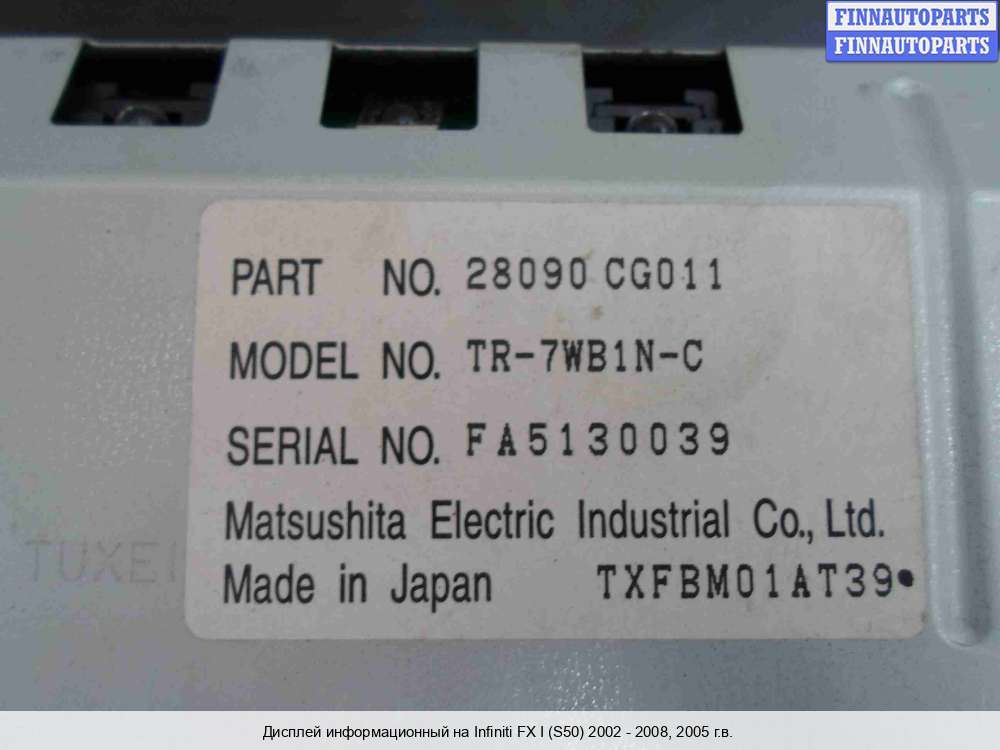 FINNAUTOPARTS
FINNAUTOPARTS
PART NO. 28090 CG011
MODEL NO. TR-7WB1N-C
SERIAL NO. FA5130039
Matsushita Electric Industrial Co., Ltd.
Made in Japan TXFBM01AT39•
Дисплей информационный на Infiniti FX I (S50) 2002 - 2008, 2005 г.в.